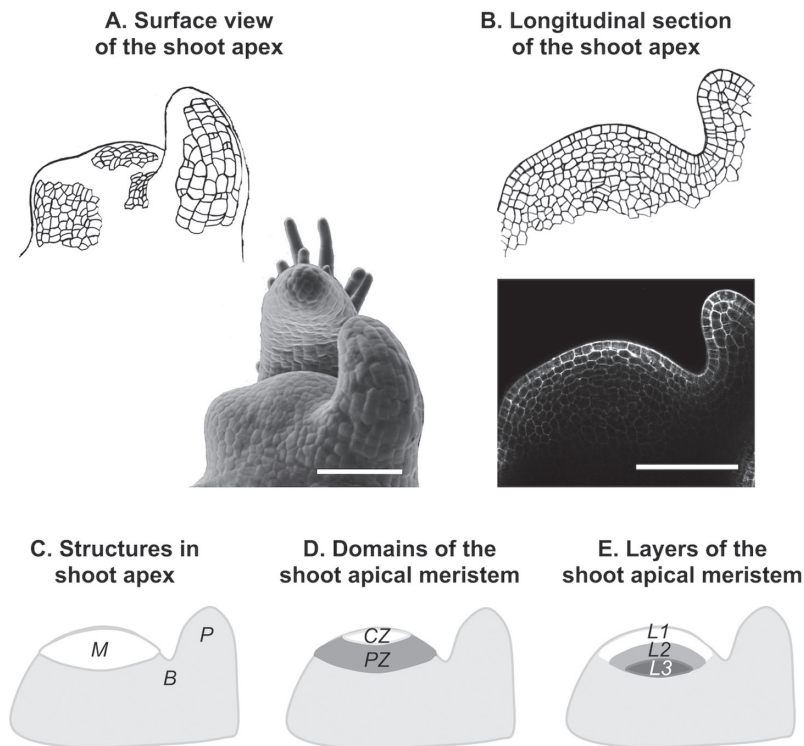 A. Surface view
of the shoot apex
B. Longitudinal section
of the shoot apex
C. Structures in
shoot apex
D. Domains of the
shoot apical meristem
E. Layers of the
shoot apical meristem
M
P
B
CZ
PZ
L1
L2
L3